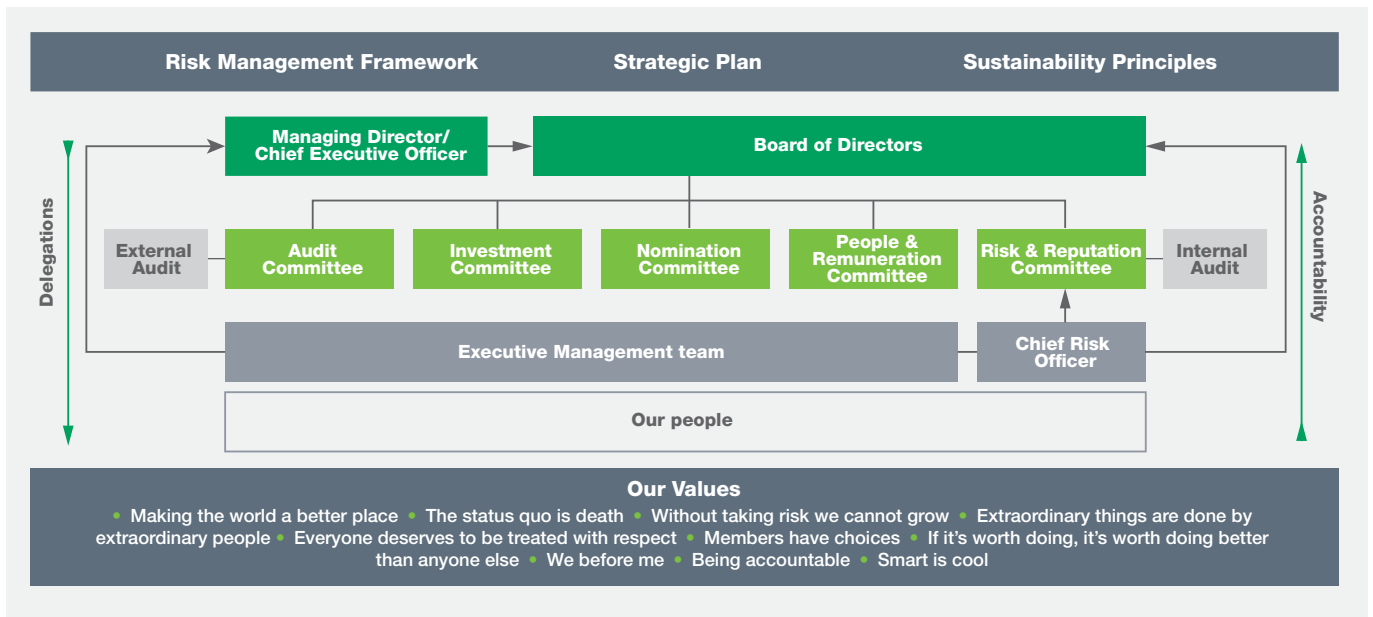 Risk Management Framework
Strategic Plan
Sustainability Principles
Managing Director/
Chief Executive Officer
Board of Directors
Delegations
Accountability
External
Audit
Audit
Committee
Investment
Committee
Nomination
Committee
People &
Remuneration
Committee
Risk & Reputation
Committee
Internal
Audit
Executive Management team
Chief Risk
Officer
Our people
Our Values
• Making the world a better place • The status quo is death • Without taking risk we cannot grow • Extraordinary things are done by
extraordinary people • Everyone deserves to be treated with respect • Members have choices • If it’s worth doing, it’s worth doing better
than anyone else • We before me • Being accountable • Smart is cool